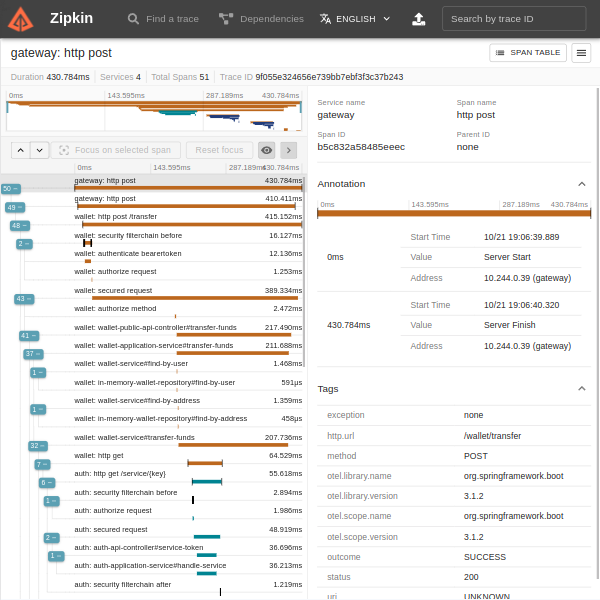 Zipkin
Find a trace
Dependencies
ENGLISH
Search by trace ID
gateway: http post
SPAN TABLE
Duration 430.784ms Services 4 Total Spans 51 Trace ID 9f055e324656e739bb7ebf3f3c37b243
0ms 143.595ms 287.189ms 430.784ms
Focus on selected span Reset focus
0ms 143.595ms 287.189ms 430.784ms
50 gateway: http post 430.784ms
49 gateway: http post 410.411ms
48 wallet: http post /transfer 415.152ms
2 wallet: security filterchain before 16.127ms
wallet: authenticate bearertoken 12.136ms
wallet: authorize request 1.253ms
43 wallet: secured request 389.334ms
wallet: authorize method 2.472ms
41 wallet: wallet-public-api-controller#transfer-funds 217.490ms
37 wallet: wallet-application-service#transfer-funds 211.688ms
1 wallet: wallet-service#find-by-user 1.468ms
wallet: in-memory-wallet-repository#find-by-user 591µs
1 wallet: wallet-service#find-by-address 1.359ms
wallet: in-memory-wallet-repository#find-by-address 458µs
32 wallet: wallet-service#transfer-funds 207.736ms
7 wallet: http get 64.529ms
6 auth: http get /service/{key} 55.618ms
1 auth: security filterchain before 2.894ms
auth: authorize request 1.986ms
2 auth: secured request 48.919ms
1 auth: auth-api-controller#service-token 36.696ms
auth: auth-application-service#handle-service 36.213ms
auth: security filterchain after 1.219ms
Service name Span name
gateway http post
Span ID Parent ID
b5c832a58485eeec none
Annotation
0ms 143.595ms 287.189ms 430.784ms
0ms
Start Time 10/21 19:06:39.889
Value Server Start
Address 10.244.0.39 (gateway)
430.784ms
Start Time 10/21 19:06:40.320
Value Server Finish
Address 10.244.0.39 (gateway)
Tags
exception none
http.url /wallet/transfer
method POST
otel.library.name org.springframework.boot
otel.library.version 3.1.2
otel.scope.name org.springframework.boot
otel.scope.version 3.1.2
outcome SUCCESS
status 200
uri UNKNOWN